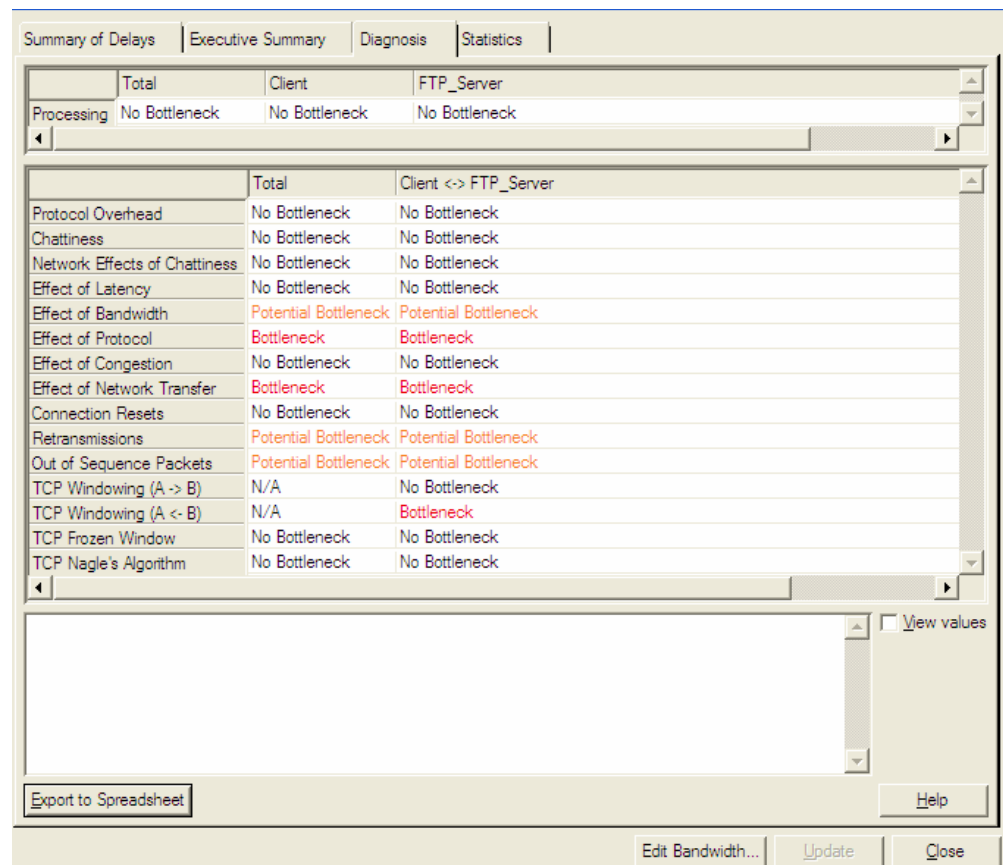 Summary of Delays Executive Summary Diagnosis Statistics
Total Client FTP_Server
Processing No Bottleneck No Bottleneck No Bottleneck
Total Client <-> FTP_Server
Protocol Overhead No Bottleneck No Bottleneck
Chattiness No Bottleneck No Bottleneck
Network Effects of Chattiness No Bottleneck No Bottleneck
Effect of Latency No Bottleneck No Bottleneck
Effect of Bandwidth Potential Bottleneck Potential Bottleneck
Effect of Protocol Bottleneck Bottleneck
Effect of Congestion No Bottleneck No Bottleneck
Effect of Network Transfer Bottleneck Bottleneck
Connection Resets No Bottleneck No Bottleneck
Retransmissions Potential Bottleneck Potential Bottleneck
Out of Sequence Packets Potential Bottleneck Potential Bottleneck
TCP Windowing (A -> B) N/A No Bottleneck
TCP Windowing (A <- B) N/A Bottleneck
TCP Frozen Window No Bottleneck No Bottleneck
TCP Nagle's Algorithm No Bottleneck No Bottleneck
View values
Export to Spreadsheet Help
Edit Bandwidth... Update Close